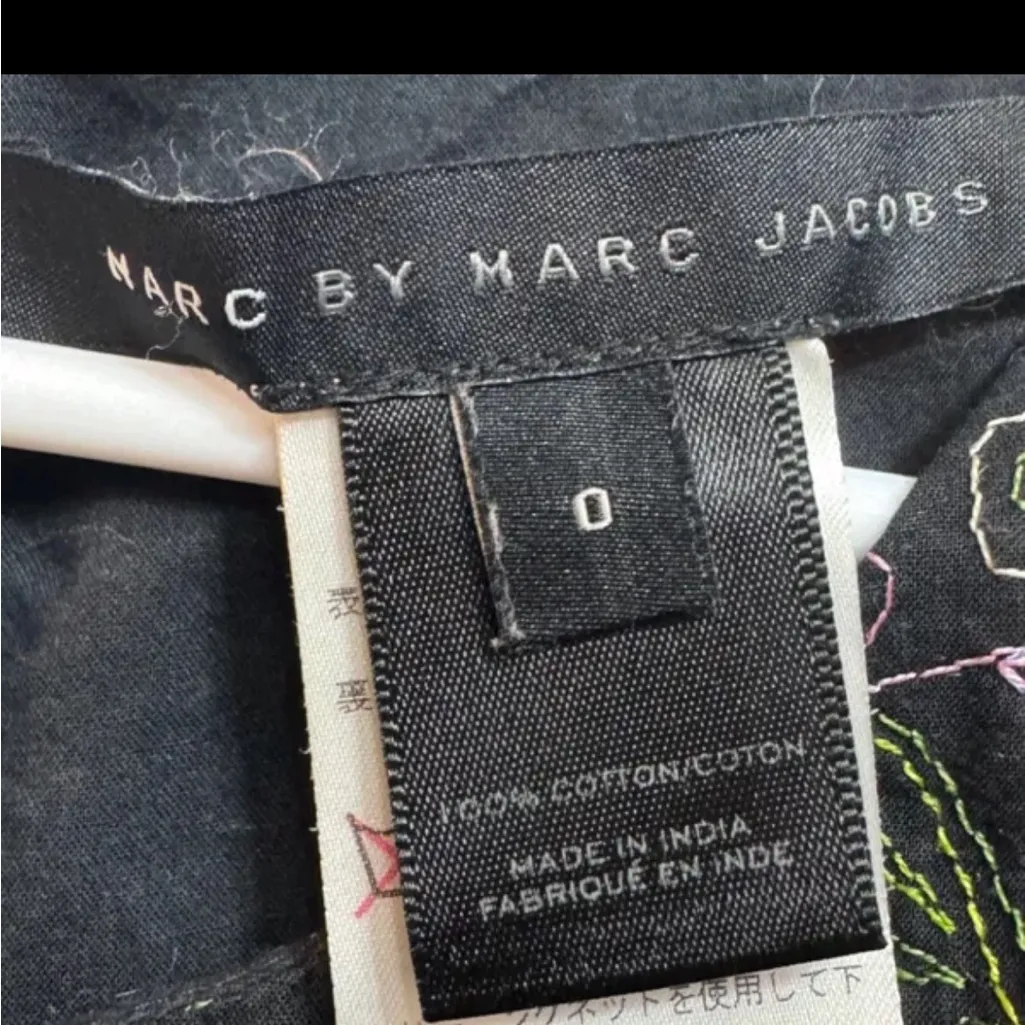 MARC BY MARC JACOBS
0
表
裏
100% COTTON/COTON
MADE IN INDIA
FABRIQUÉ EN INDE
ネットを使用して下